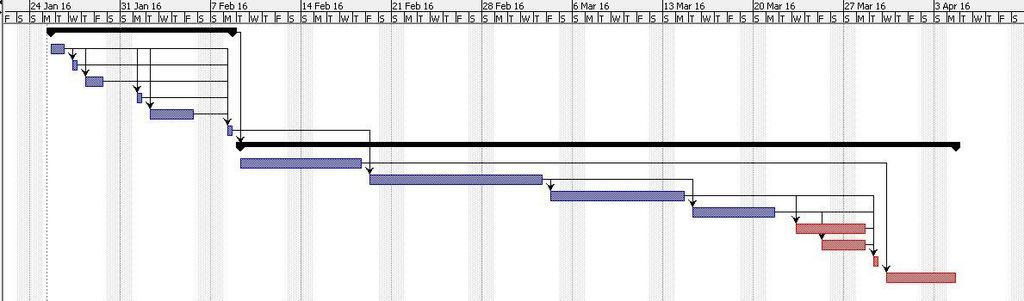 24 Jan 16 31 Jan 16 7 Feb 16 14 Feb 16 21 Feb 16 28 Feb 16 6 Mar 16 13 Mar 16 20 Mar 16 27 Mar 16 3 Apr 16
F S S M T W T F S S M T W T F S S M T W T F S S M T W T F S S M T W T F S S M T W T F S S M T W T F S S M T W T F S S M T W T F S S M T W T F S S M T W T F S